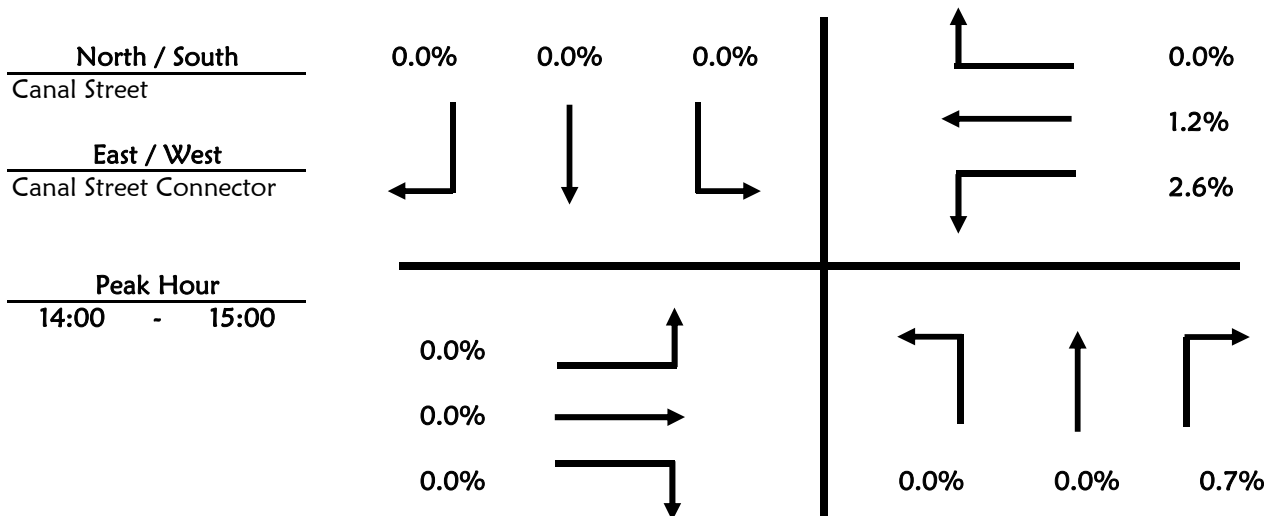 North / South
Canal Street
East / West
Canal Street Connector
Peak Hour
14:00 - 15:00
0.0% 0.0% 0.0%
0.0%
1.2%
2.6%
0.0%
0.0%
0.0%
0.0% 0.0% 0.7%